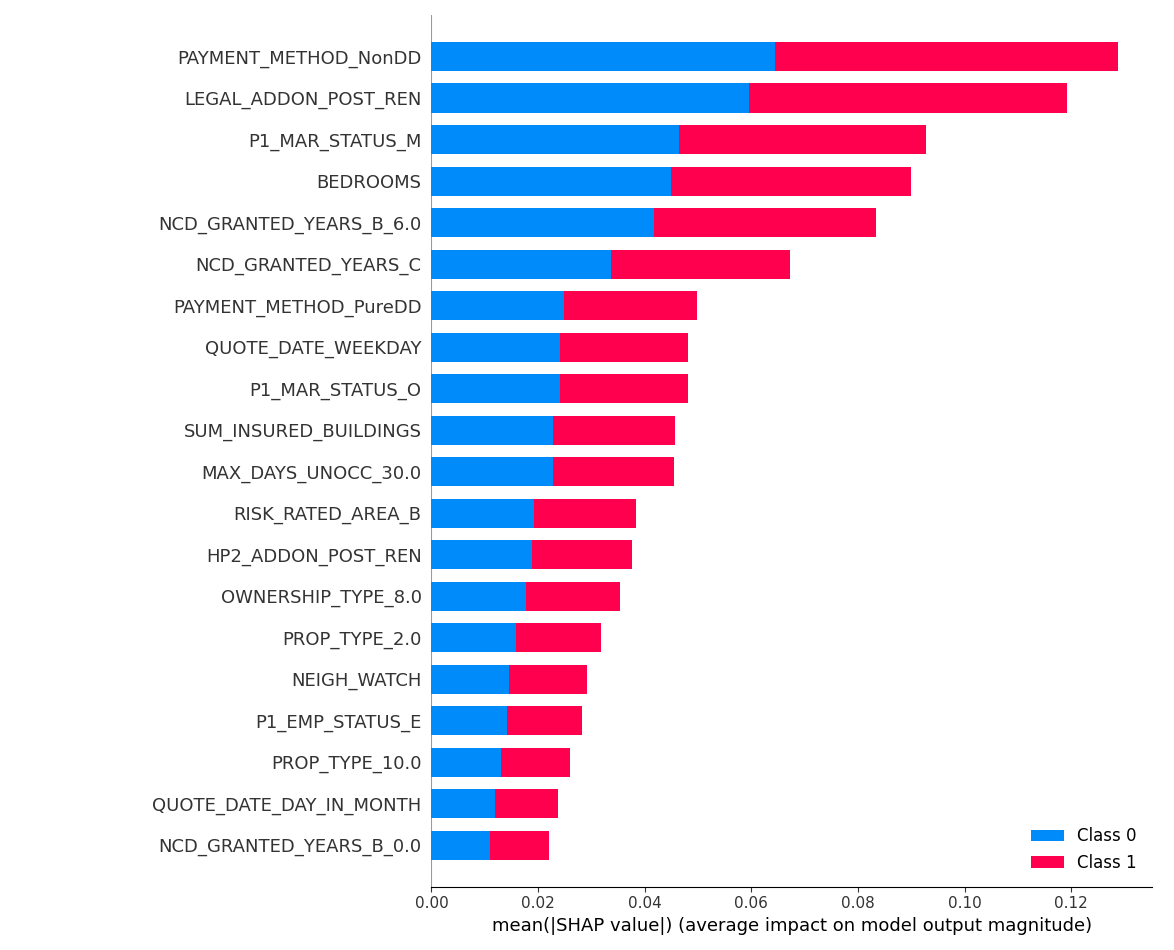 PAYMENT_METHOD_NonDD
LEGAL_ADDON_POST_REN
P1_MAR_STATUS_M
BEDROOMS
NCD_GRANTED_YEARS_B_6.0
NCD_GRANTED_YEARS_C
PAYMENT_METHOD_PureDD
QUOTE_DATE_WEEKDAY
P1_MAR_STATUS_O
SUM_INSURED_BUILDINGS
MAX_DAYS_UNOCC_30.0
RISK_RATED_AREA_B
HP2_ADDON_POST_REN
OWNERSHIP_TYPE_8.0
PROP_TYPE_2.0
NEIGH_WATCH
P1_EMP_STATUS_E
PROP_TYPE_10.0
QUOTE_DATE_DAY_IN_MONTH
NCD_GRANTED_YEARS_B_0.0
Class 0
Class 1
0.00 0.02 0.04 0.06 0.08 0.10 0.12
mean(|SHAP value|) (average impact on model output magnitude)